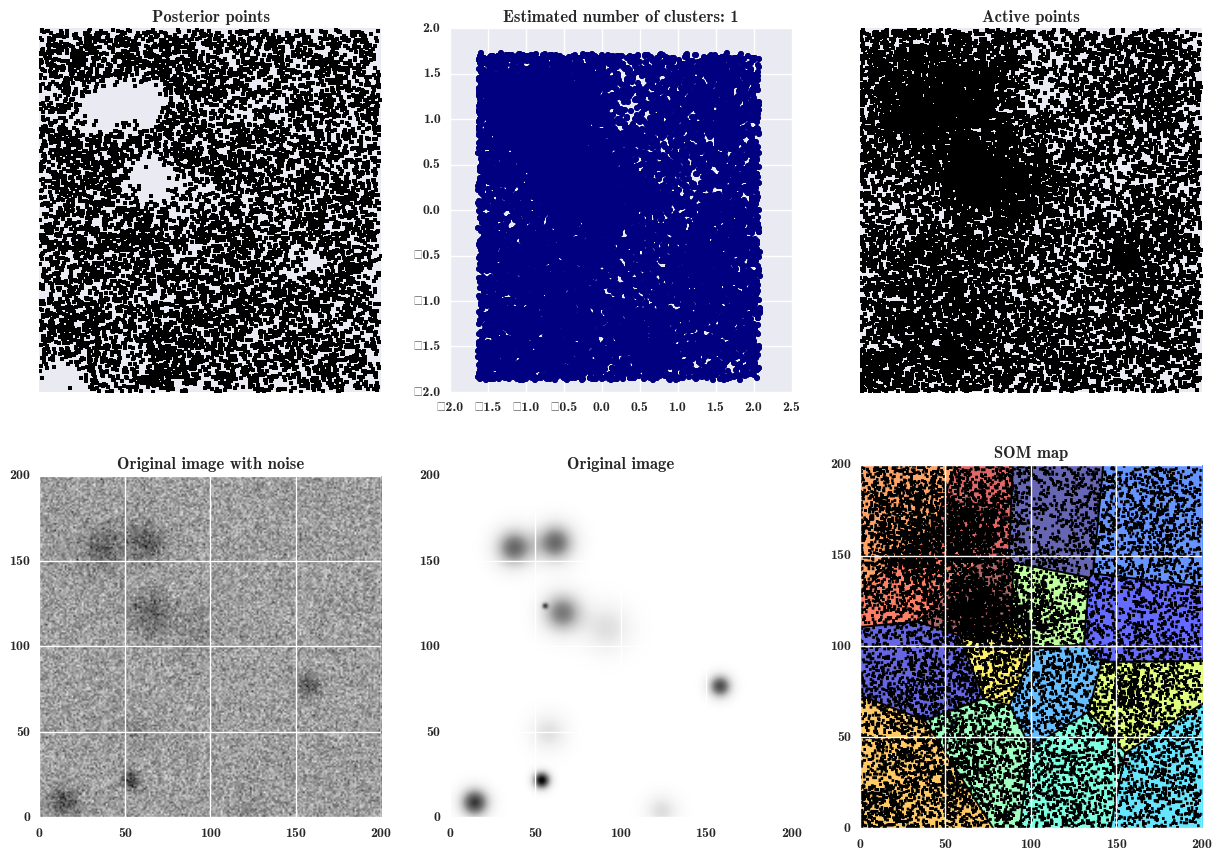 Posterior points
Estimated number of clusters: 1
Active points
2.0
1.5
1.0
0.5
0.0
□0.5
□1.0
□1.5
□2.0
□2.0 □1.5 □1.0 □0.5 0.0 0.5 1.0 1.5 2.0 2.5
Original image with noise
200
150
100
50
0
0 50 100 150 200
Original image
200
150
100
50
0
0 50 100 150 200
SOM map
200
150
100
50
0
0 50 100 150 200